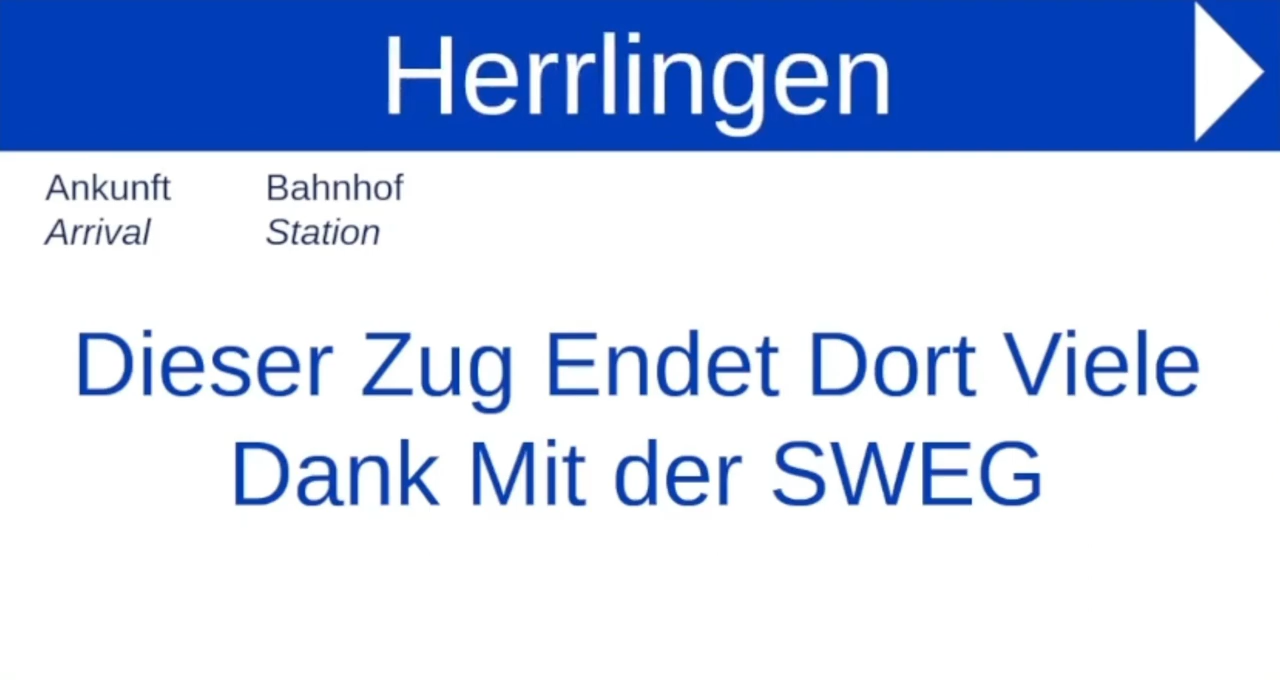 Herrlingen
Ankunft Bahnhof
Arrival Station
Dieser Zug Endet Dort Viele
Dank Mit der SWEG